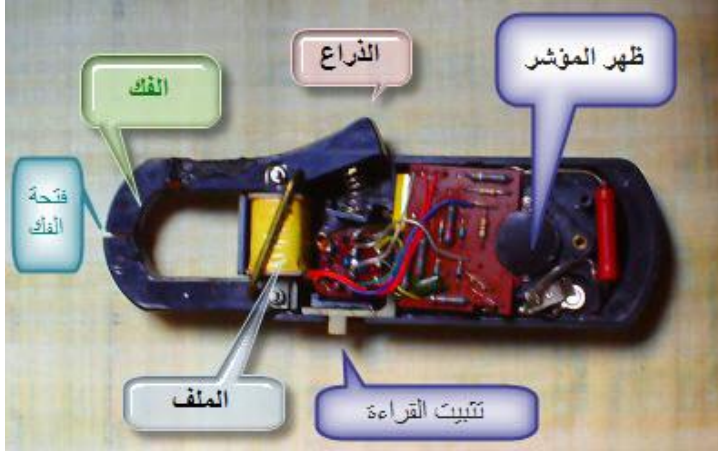 الذراع
ظهر المؤشر
الفك
فتحة
الفك
الملف
تثبيت القراءة